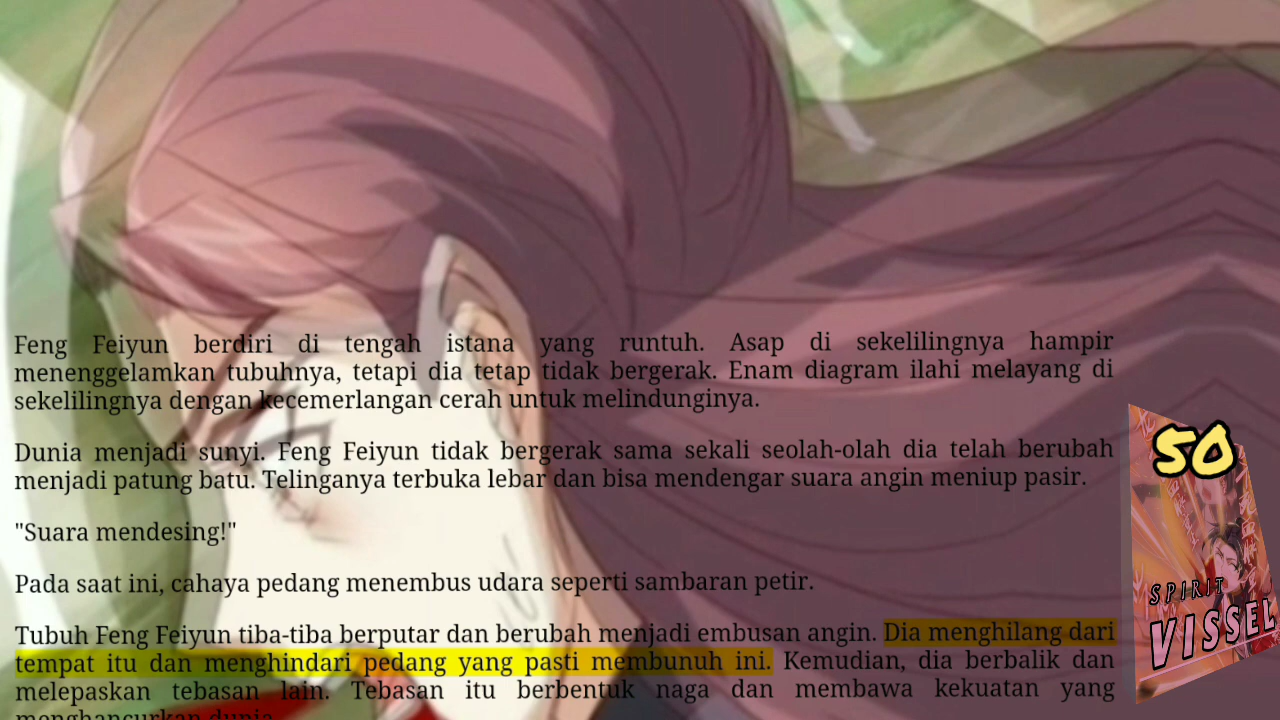 Feng Feiyun berdiri di tengah istana yang runtuh. Asap di sekelilingnya hampir
menenggelamkan tubuhnya, tetapi dia tetap tidak bergerak. Enam diagram ilahi melayang di
sekelilingnya dengan kecemerlangan cerah untuk melindunginya.
Dunia menjadi sunyi. Feng Feiyun tidak bergerak sama sekali seolah-olah dia telah berubah
menjadi patung batu. Telinganya terbuka lebar dan bisa mendengar suara angin meniup pasir.
"Suara mendesing!"
Pada saat ini, cahaya pedang menembus udara seperti sambaran petir.
Tubuh Feng Feiyun tiba-tiba berputar dan berubah menjadi embusan angin. Dia menghilang dari
tempat itu dan menghindari pedang yang pasti membunuh ini. Kemudian, dia berbalik dan
melepaskan tebasan lain. Tebasan itu berbentuk naga dan membawa kekuatan yang
menghancurkan dunia.
50
SPIRIT
VISSEL